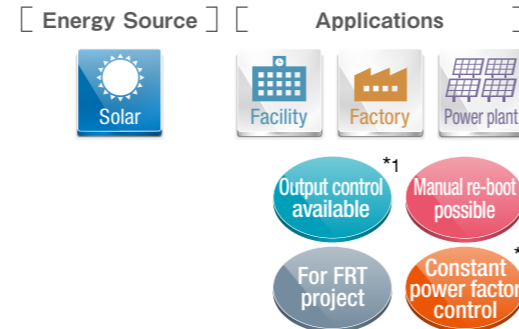 [ Energy Source ] [ Applications ]
Solar
Facility
Factory
Power plant
*1
Output control
available
Manual re-boot
possible
For FRT
project
*
Constant
power factor
control